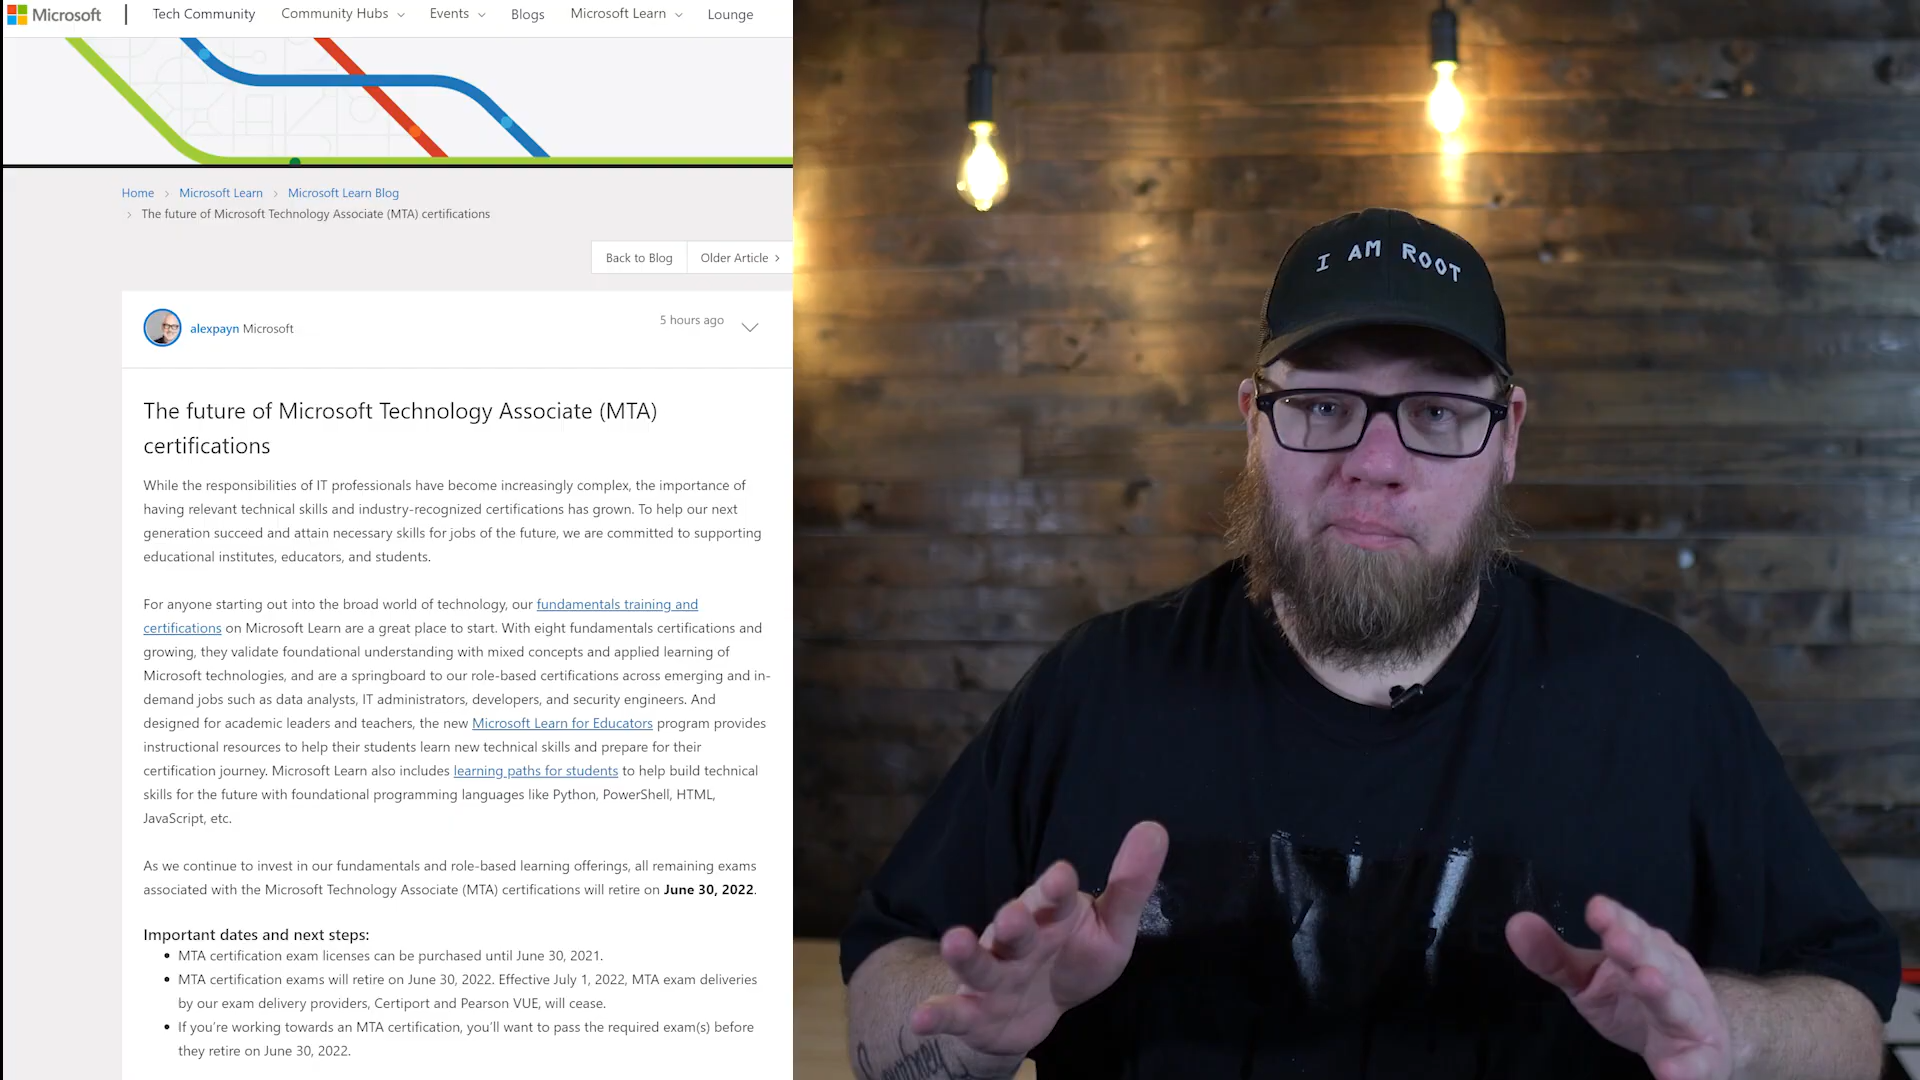 Microsoft
Tech Community
Community Hubs
Events
Blogs
Microsoft Learn
Lounge
Home
Microsoft Learn
Microsoft Learn Blog
The future of Microsoft Technology Associate (MTA) certifications
Back to Blog
Older Article
alexpayn Microsoft
5 hours ago
The future of Microsoft Technology Associate (MTA)
certifications
While the responsibilities of IT professionals have become increasingly complex, the importance of
having relevant technical skills and industry-recognized certifications has grown. To help our next
generation succeed and attain necessary skills for jobs of the future, we are committed to supporting
educational institutes, educators, and students.
For anyone starting out into the broad world of technology, our fundamentals training and
certifications on Microsoft Learn are a great place to start. With eight fundamentals certifications and
growing, they validate foundational understanding with mixed concepts and applied learning of
Microsoft technologies, and are a springboard to our role-based certifications across emerging and in-
demand jobs such as data analysts, IT administrators, developers, and security engineers. And
designed for academic leaders and teachers, the new Microsoft Learn for Educators program provides
instructional resources to help their students learn new technical skills and prepare for their
certification journey. Microsoft Learn also includes learning paths for students to help build technical
skills for the future with foundational programming languages like Python, PowerShell, HTML,
JavaScript, etc.
As we continue to invest in our fundamentals and role-based learning offerings, all remaining exams
associated with the Microsoft Technology Associate (MTA) certifications will retire on June 30, 2022.
Important dates and next steps:
• MTA certification exam licenses can be purchased until June 30, 2021.
• MTA certification exams will retire on June 30, 2022. Effective July 1, 2022, MTA exam deliveries
by our exam delivery providers, Certiport and Pearson VUE, will cease.
• If you're working towards an MTA certification, you'll want to pass the required exam(s) before
they retire on June 30, 2022.
I AM ROOT